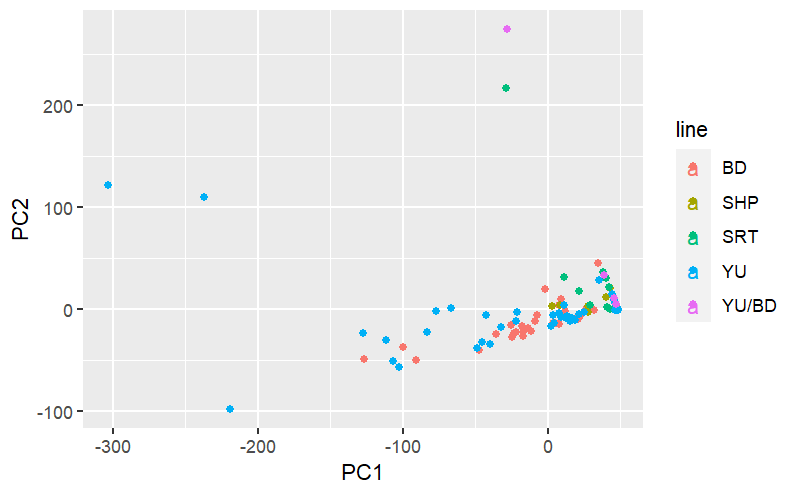 200
100
0
-100
PC2
-300
-200
-100
0
PC1
line
a BD
a SHP
a SRT
a YU
a YU/BD